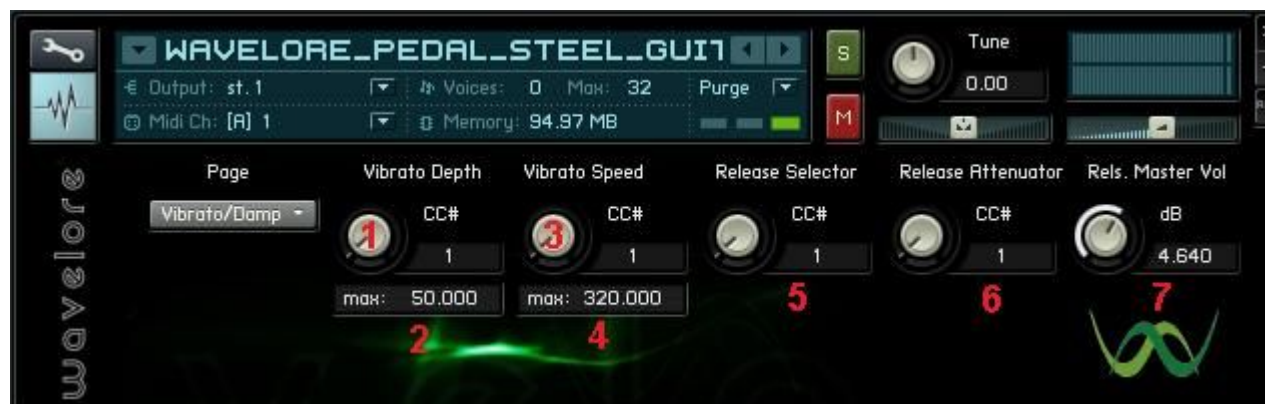 WAVELORE_PEDAL_STEEL_GUIT
S
Tune
0.00
Output: st. 1
Voices: 0 Max: 32
Purge
Midi Ch: [A] 1
Memory: 94.97 MB
M
wavelore
Page
Vibrato Depth
Vibrato Speed
Release Selector
Release Attenuator
Rels. Master Vol
Vibrato/Damp
1
CC#
1
3
CC#
1
CC#
1
CC#
1
dB
4.640
max: 50.000
max: 320.000
2
4
5
6
7